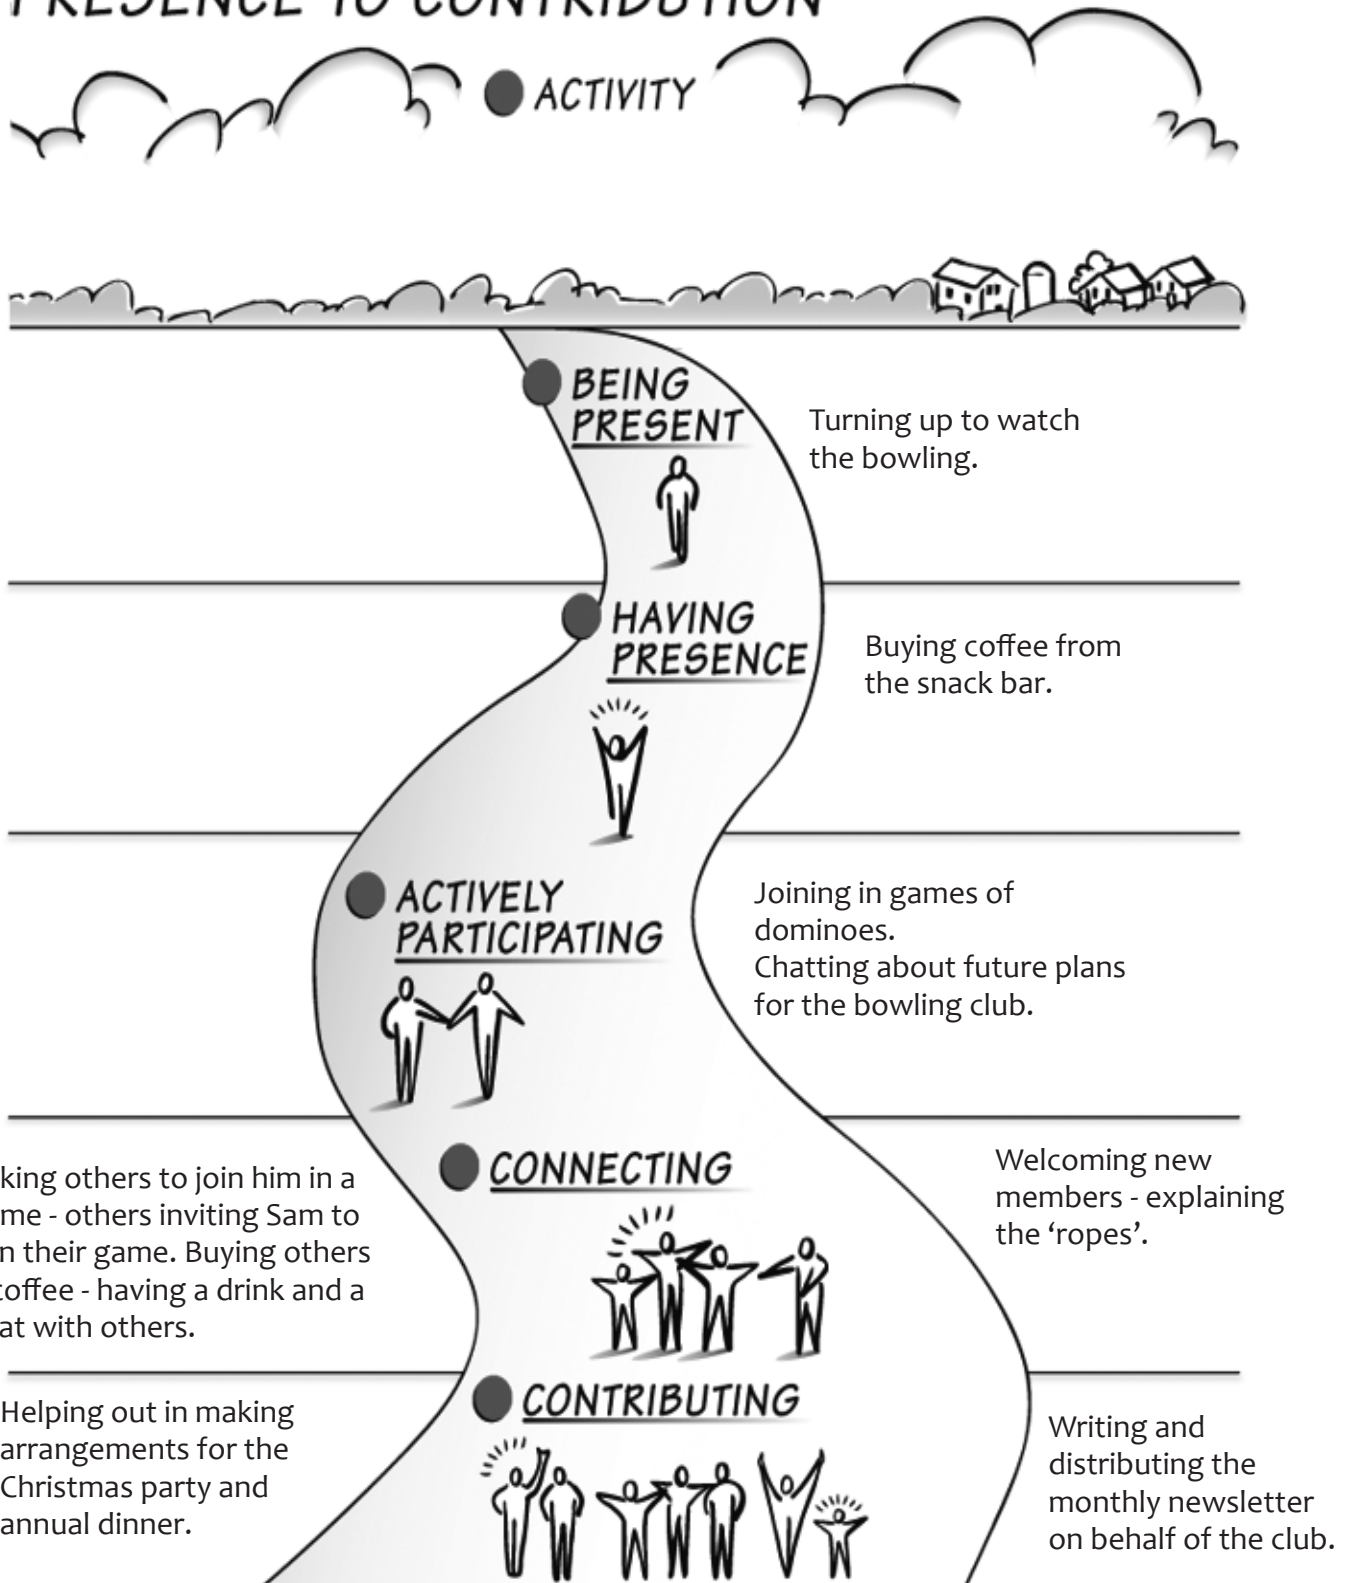 PRESENCE TO CONTRIBUTION
ACTIVITY
BEING
PRESENT
Turning up to watch
the bowling.
HAVING
PRESENCE
Buying coffee from
the snack bar.
ACTIVELY
PARTICIPATING
Joining in games of
dominoes.
Chatting about future plans
for the bowling club.
CONNECTING
others to join him in a
- others inviting Sam to
their game. Buying others
coffee - having a drink and a
with others.
Welcoming new
members - explaining
the ‘ropes’.
CONTRIBUTING
Helping out in making
arrangements for the
Christmas party and
annual dinner.
Writing and
distributing the
monthly newsletter
on behalf of the club.